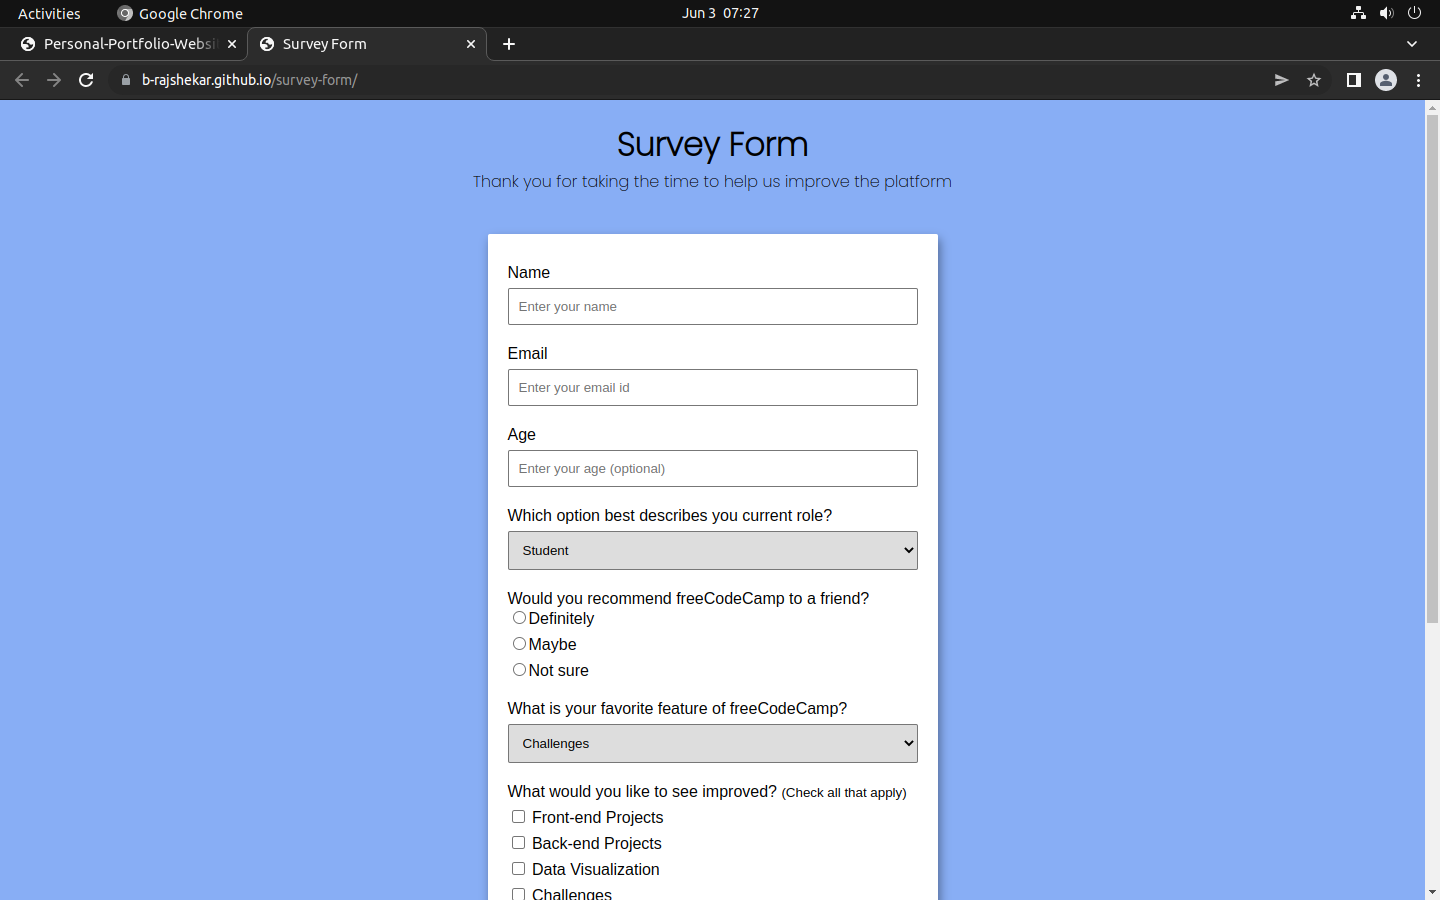 Activities
Google Chrome
Jun 3 07:27
Personal-Portfolio-Websi
Survey Form
b-rajshekar.github.io/survey-form/
Survey Form
Thank you for taking the time to help us improve the platform
Name
Enter your name
Email
Enter your email id
Age
Enter your age (optional)
Which option best describes you current role?
Student
Would you recommend freeCodeCamp to a friend?
Definitely
Maybe
Not sure
What is your favorite feature of freeCodeCamp?
Challenges
What would you like to see improved? (Check all that apply)
Front-end Projects
Back-end Projects
Data Visualization
Challenges